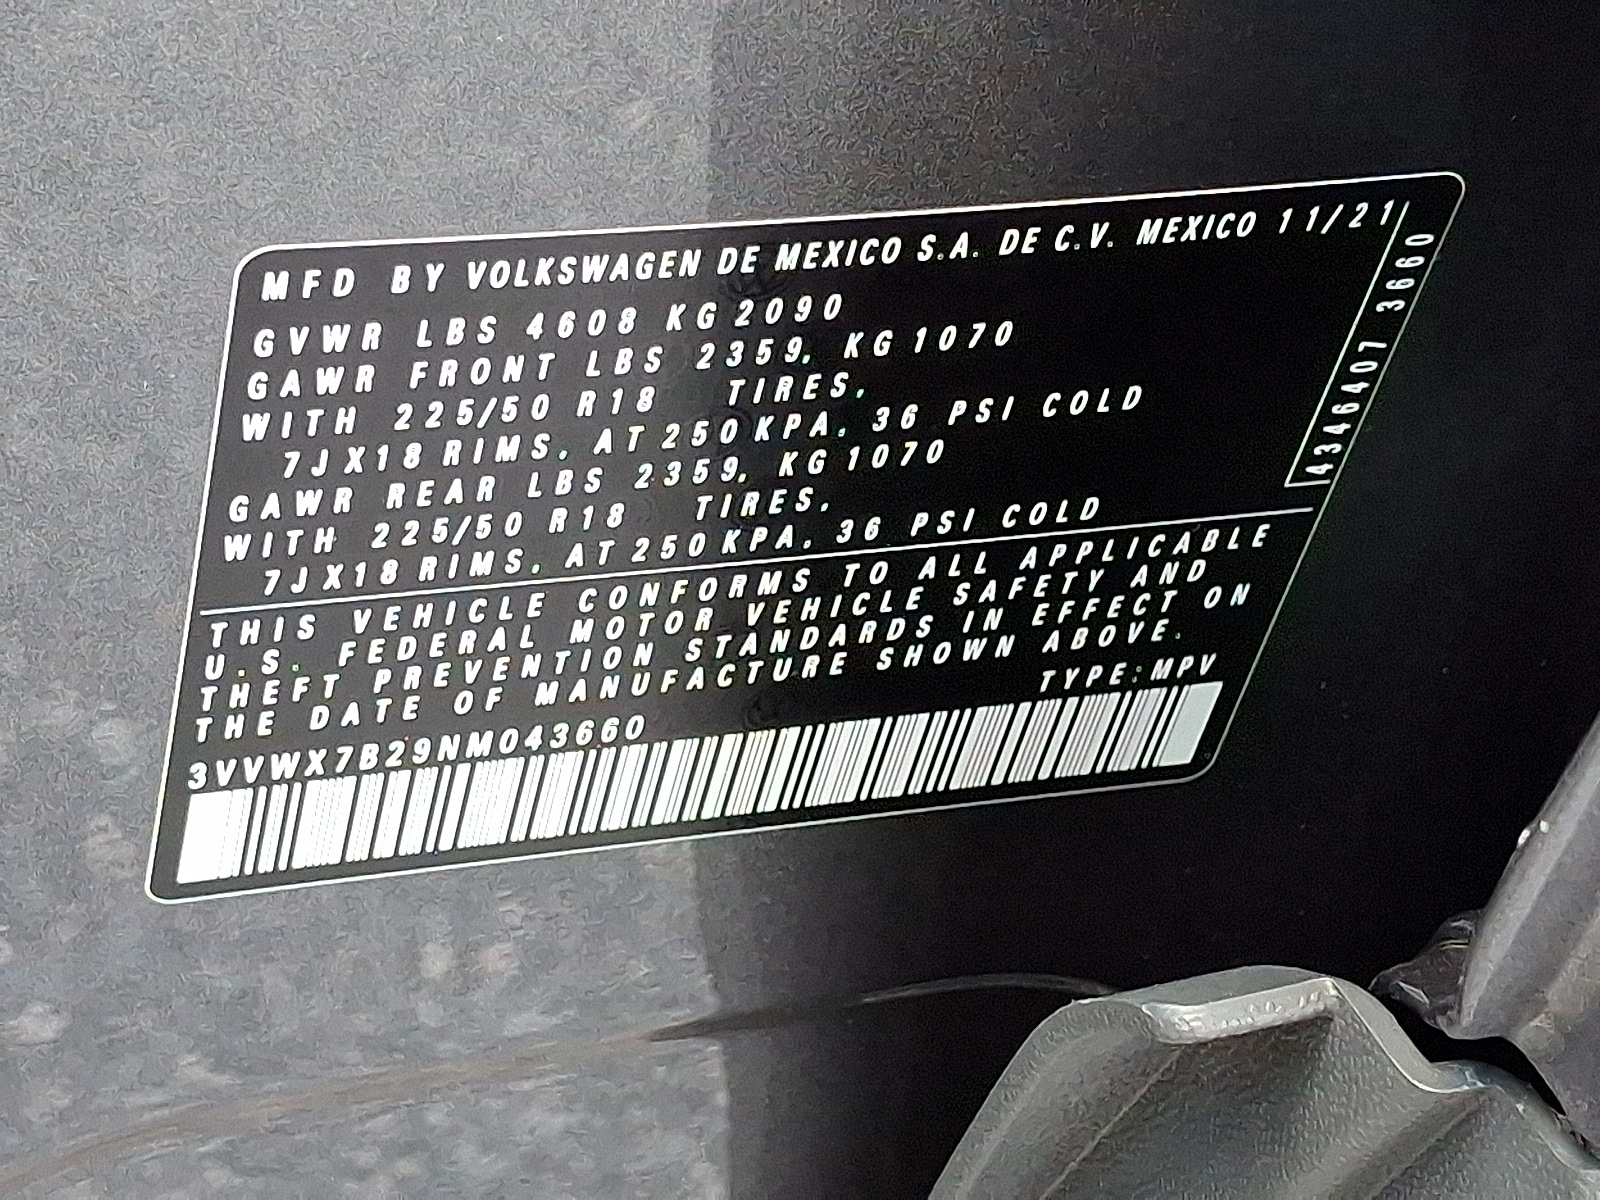 MFD BY VOLKSWAGEN DE MEXICO S.A. DE C.V. MEXICO 11/21
GVWR LBS 4608 KG 2090
GAWR FRONT LBS 2359, KG 1070
WITH 225/50 R18 TIRES.
7JX18 RIMS. AT 250 KPA. 36 PSI COLD
GAWR REAR LBS 2359, KG 1070
WITH 225/50 R18 TIRES.
7JX18 RIMS. AT 250 KPA. 36 PSI COLD
4346407 3660
THIS VEHICLE CONFORMS TO ALL APPLICABLE
U.S. FEDERAL MOTOR VEHICLE SAFETY AND
THEFT PREVENTION STANDARDS IN EFFECT ON
THE DATE OF MANUFACTURE SHOWN ABOVE.
TYPE: MPV
3VVWX7B29NM043660